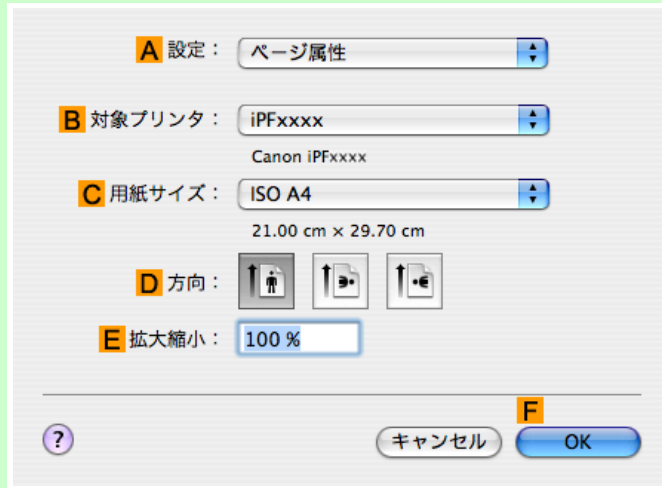 A 設定： ページ属性
B 対象プリンタ： iPFxxxx
Canon iPFxxxx
C 用紙サイズ： ISO A4
21.00 cm × 29.70 cm
D 方向：
E 拡大縮小： 100 %
F
? キャンセル OK